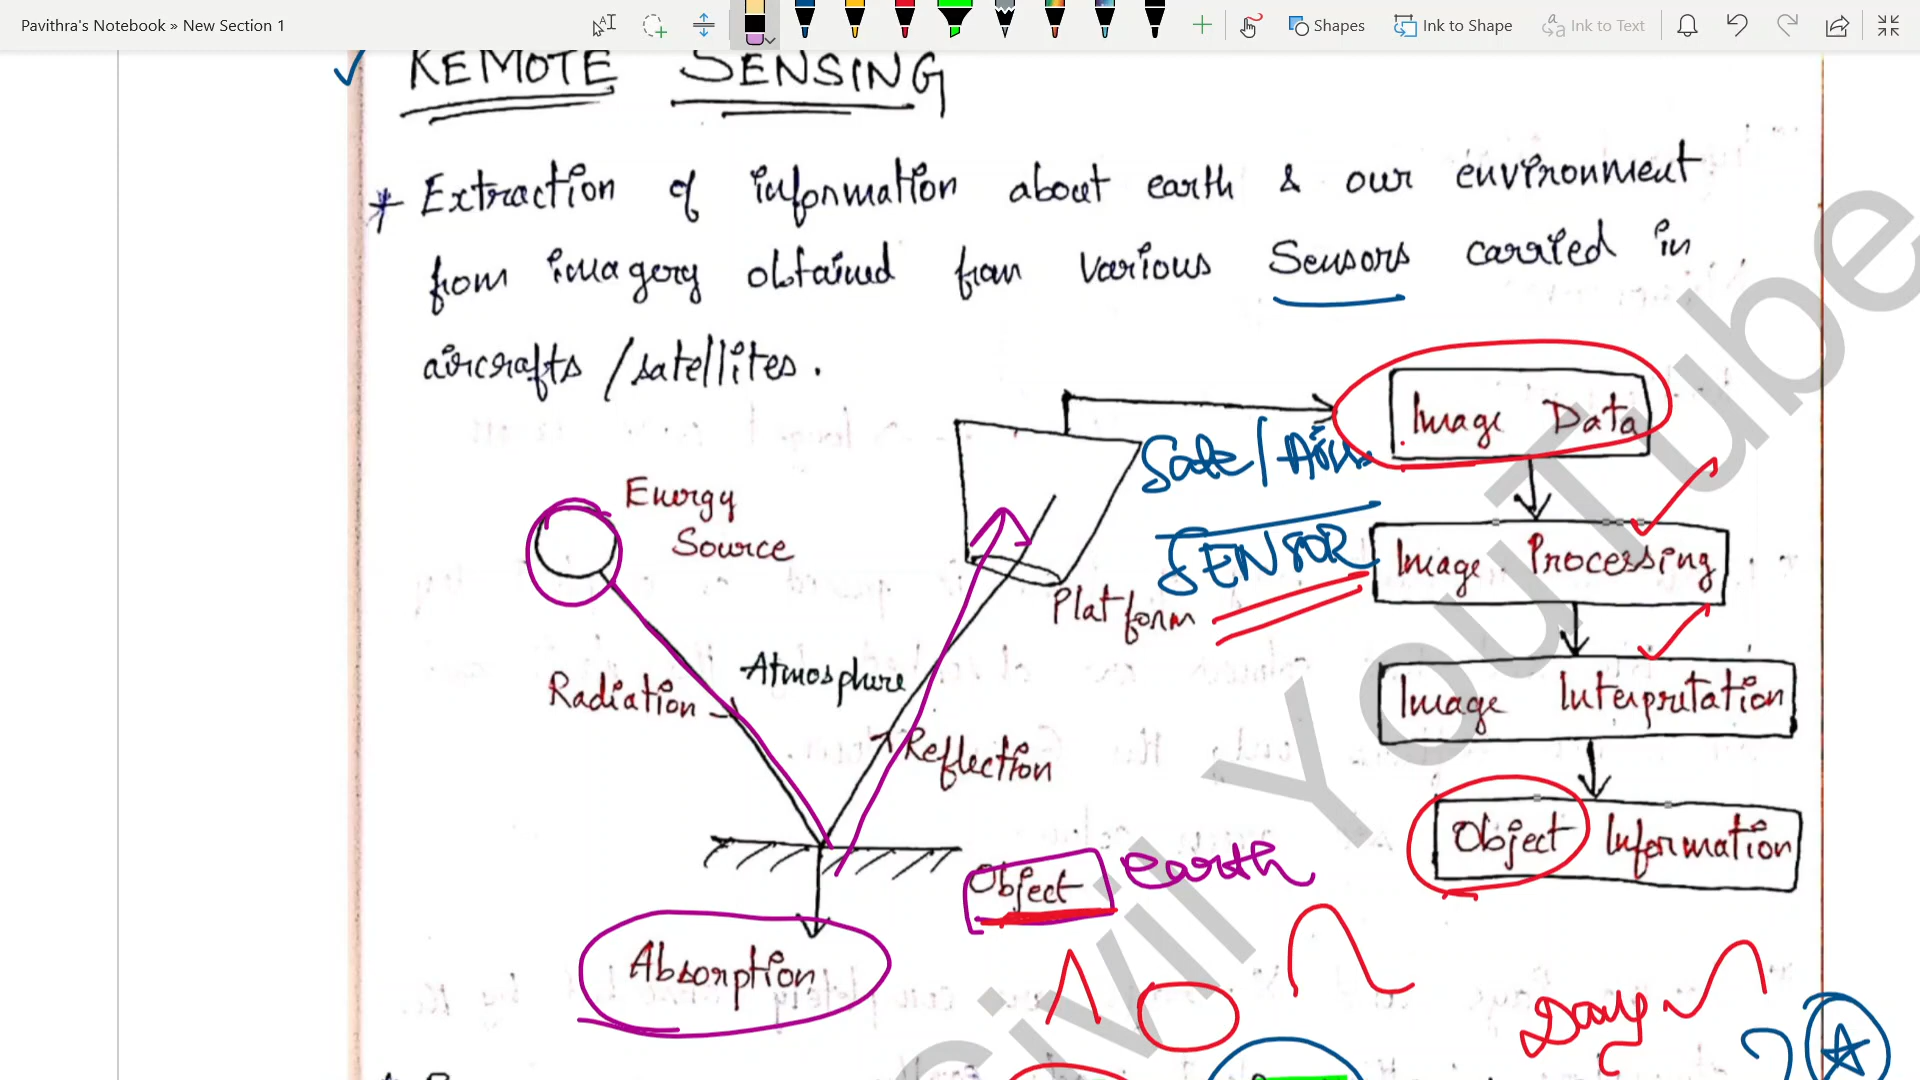 Pavithra's Notebook » New Section 1
Shapes
Ink to Shape
Ink to Text
REMOTE SENSING
* Extraction of information about earth & our environment
from imagery obtained from various Sensors carried in
aircrafts / satellites.
Image Data
Energy
Source
SENSOR
Image Processing
Platform
Atmosphere
Radiation
Image Interpretation
Reflection
Object Information
Object
earth
Absorption
Civil YouTube